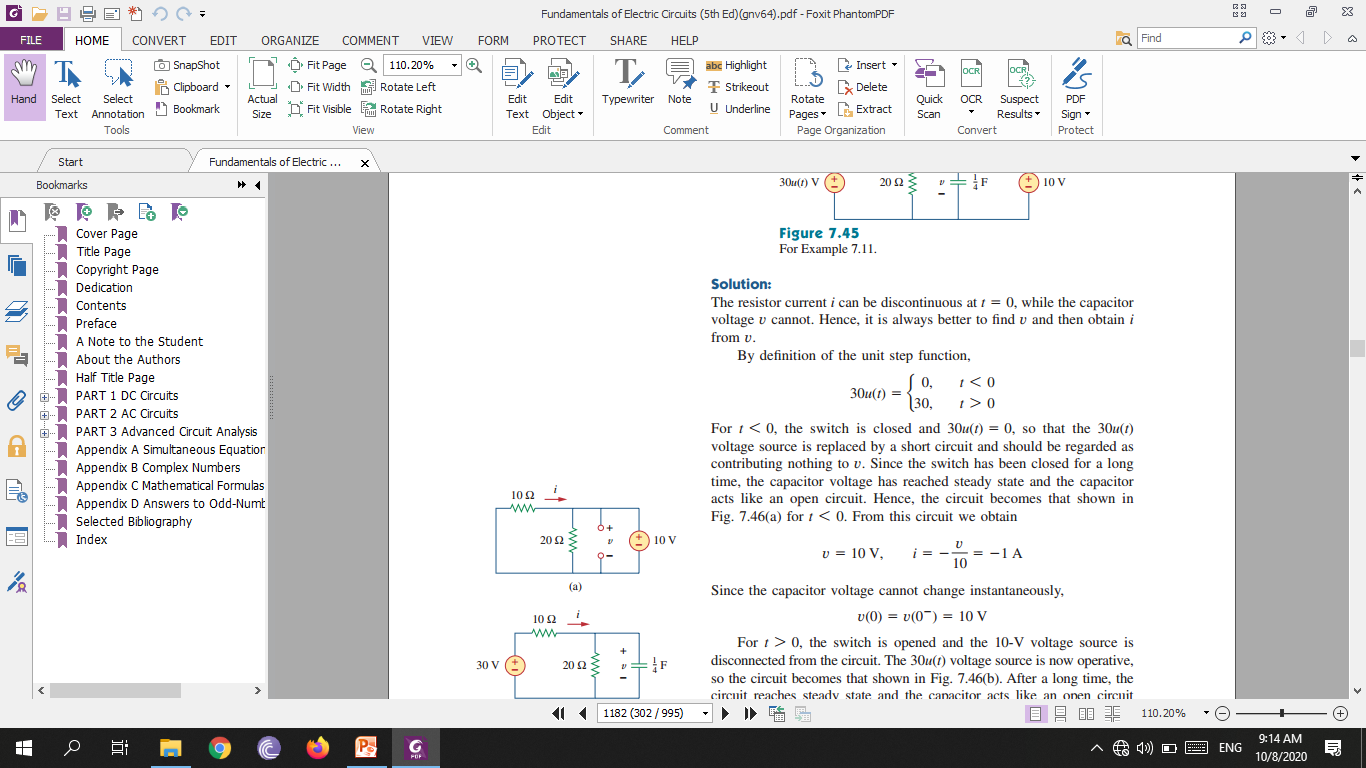 Fundamentals of Electric Circuits (5th Ed)(gnv64).pdf - Foxit PhantomPDF
FILE HOME CONVERT EDIT ORGANIZE COMMENT VIEW FORM PROTECT SHARE HELP Find
Hand
Select Text
Select Annotation
SnapShot
Clipboard
Bookmark
Tools
Actual Size
Fit Page
Fit Width
Fit Visible
110.20%
Rotate Left
Rotate Right
View
Edit Text
Edit Object
Edit
Typewriter
Note
abc Highlight
T Strikeout
U Underline
Comment
Rotate Pages
Insert
Delete
Extract
Page Organization
Quick Scan
OCR
OCR
OCR
Suspect Results
Convert
PDF Sign
Protect
Start
Fundamentals of Electric ...
Bookmarks
Cover Page
Title Page
Copyright Page
Dedication
Contents
Preface
A Note to the Student
About the Authors
Half Title Page
PART 1 DC Circuits
PART 2 AC Circuits
PART 3 Advanced Circuit Analysis
Appendix A Simultaneous Equation
Appendix B Complex Numbers
Appendix C Mathematical Formulas
Appendix D Answers to Odd-Numb
Selected Bibliography
Index
30u(t) V + − 20 Ω v − 1/4 F + − 10 V
Figure 7.45
For Example 7.11.
Solution:
The resistor current i can be discontinuous at t = 0, while the capacitor
voltage v cannot. Hence, it is always better to find v and then obtain i
from v.
By definition of the unit step function,
30u(t) = { 0, t < 0
30, t > 0
For t < 0, the switch is closed and 30u(t) = 0, so that the 30u(t)
voltage source is replaced by a short circuit and should be regarded as
contributing nothing to v. Since the switch has been closed for a long
time, the capacitor voltage has reached steady state and the capacitor
acts like an open circuit. Hence, the circuit becomes that shown in
Fig. 7.46(a) for t < 0. From this circuit we obtain
v = 10 V, i = −v/10 = −1 A
Since the capacitor voltage cannot change instantaneously,
v(0) = v(0⁻) = 10 V
For t > 0, the switch is opened and the 10-V voltage source is
disconnected from the circuit. The 30u(t) voltage source is now operative,
so the circuit becomes that shown in Fig. 7.46(b). After a long time, the
circuit reaches steady state and the capacitor acts like an open circuit
10 Ω i
20 Ω + v − + − 10 V
(a)
10 Ω i
30 V + − 20 Ω + v − 1/4 F
1182 (302 / 995)
110.20%
ENG
9:14 AM
10/8/2020